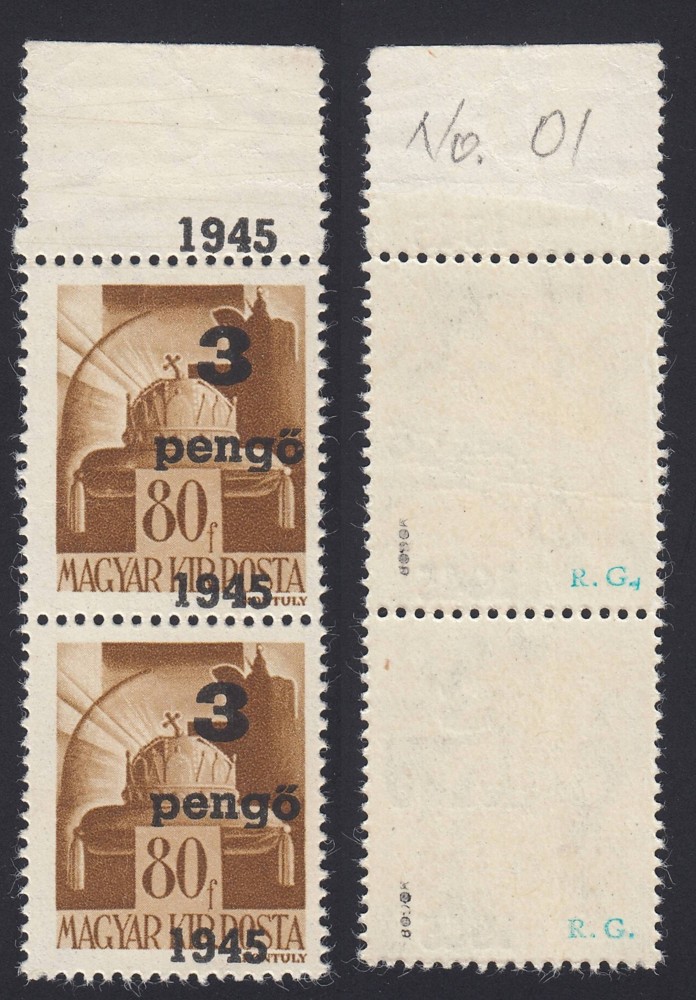 1945
3
pengő
80f
MAGYAR KIR. POSTA
1945
3
pengő
80f
MAGYAR KIR. POSTA
1945
No. 01
R. G.
R. G.